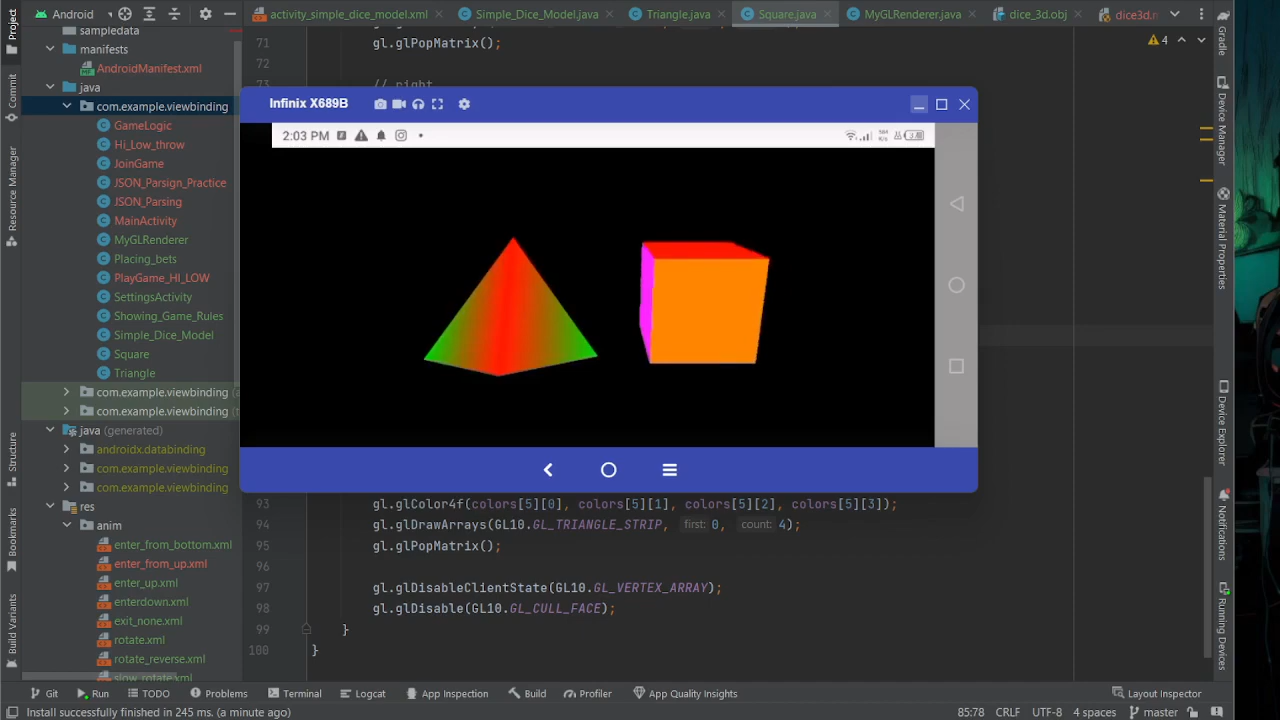 Android
activity_simple_dice_model.xml
Simple_Dice_Model.java
Triangle.java
Square.java
MyGLRenderer.java
dice_3d.obj
dice3d.m
Project
Commit
Resource Manager
Structure
Bookmarks
Build Variants
sampledata
manifests
AndroidManifest.xml
java
com.example.viewbinding
GameLogic
Hi_Low_throw
JoinGame
JSON_Parsign_Practice
JSON_Parsing
MainActivity
MyGLRenderer
Placing_bets
PlayGame_HI_LOW
SettingsActivity
Showing_Game_Rules
Simple_Dice_Model
Square
Triangle
com.example.viewbinding
com.example.viewbinding
java (generated)
androidx.databinding
com.example.viewbinding
com.example.viewbinding
res
anim
enter_from_bottom.xml
enter_from_up.xml
enter_up.xml
enterdown.xml
exit_none.xml
rotate.xml
rotate_reverse.xml
slow_rotate.xml
71 gl.glPopMatrix();
72
73 // right
4
Infinix X689B
2:03 PM
93 gl.glColor4f(colors[5][0], colors[5][1], colors[5][2], colors[5][3]);
94 gl.glDrawArrays(GL10.GL_TRIANGLE_STRIP, first: 0, count: 4);
95 gl.glPopMatrix();
96
97 gl.glDisableClientState(GL10.GL_VERTEX_ARRAY);
98 gl.glDisable(GL10.GL_CULL_FACE);
99 }
100 }
Gradle
Device Manager
Material Properties
Device Explorer
Notifications
Running Devices
Git
Run
TODO
Problems
Terminal
Logcat
App Inspection
Build
Profiler
App Quality Insights
Layout Inspector
Install successfully finished in 245 ms. (a minute ago)
85:78 CRLF UTF-8 4 spaces master